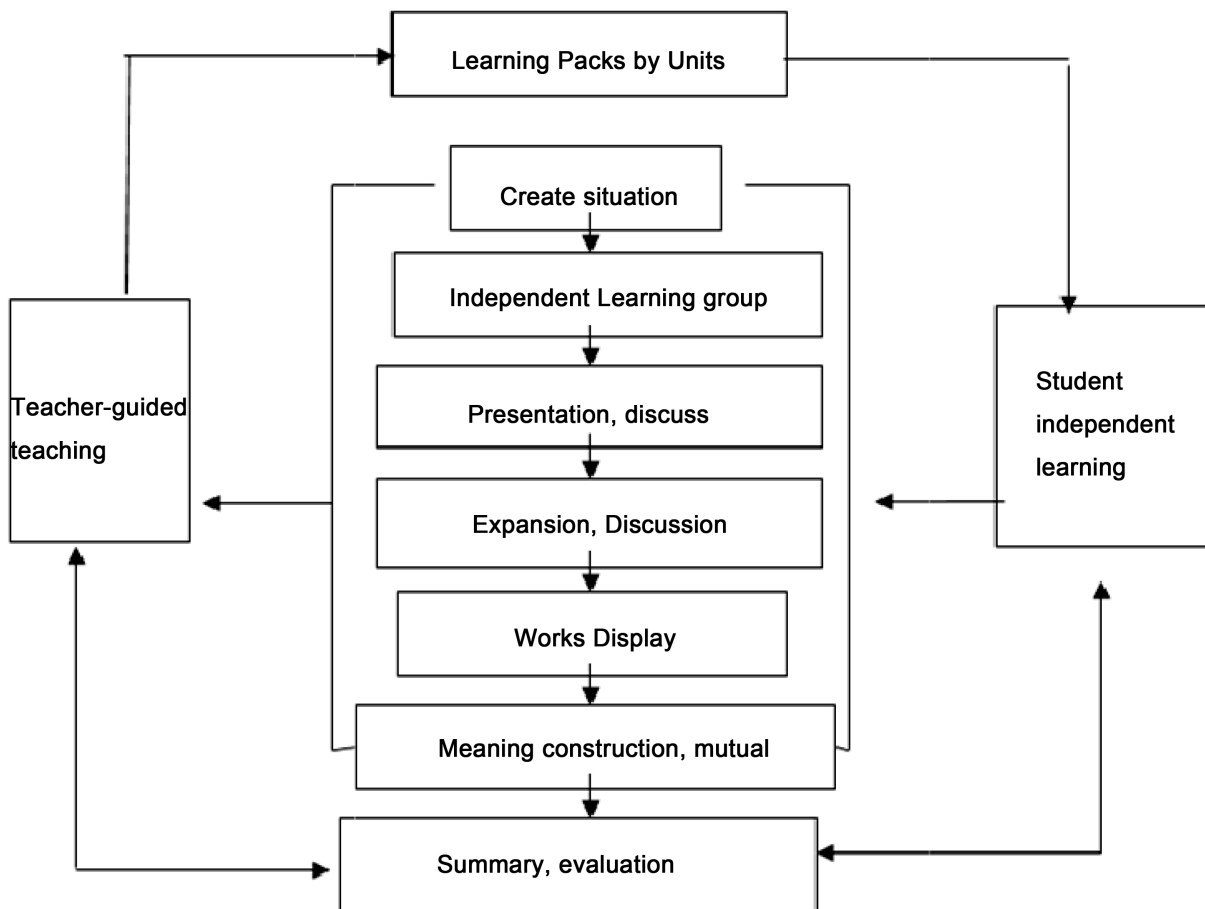 Learning Packs by Units
Create situation
Independent Learning group
Presentation, discuss
Expansion, Discussion
Works Display
Meaning construction, mutual
Summary, evaluation
Teacher-guided
teaching
Student
independent
learning